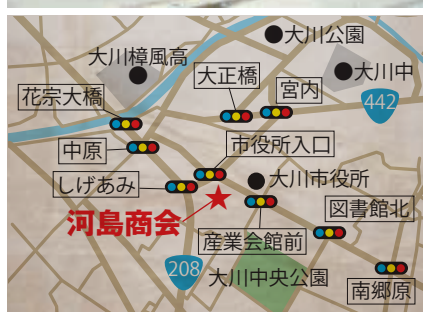 大川公園
大川樟風高
大正橋
大川中
宮内
花宗大橋
442
中原
市役所入口
しげあみ
大川市役所
図書館北
河島商会
産業会館前
208
大川中央公園
南郷原